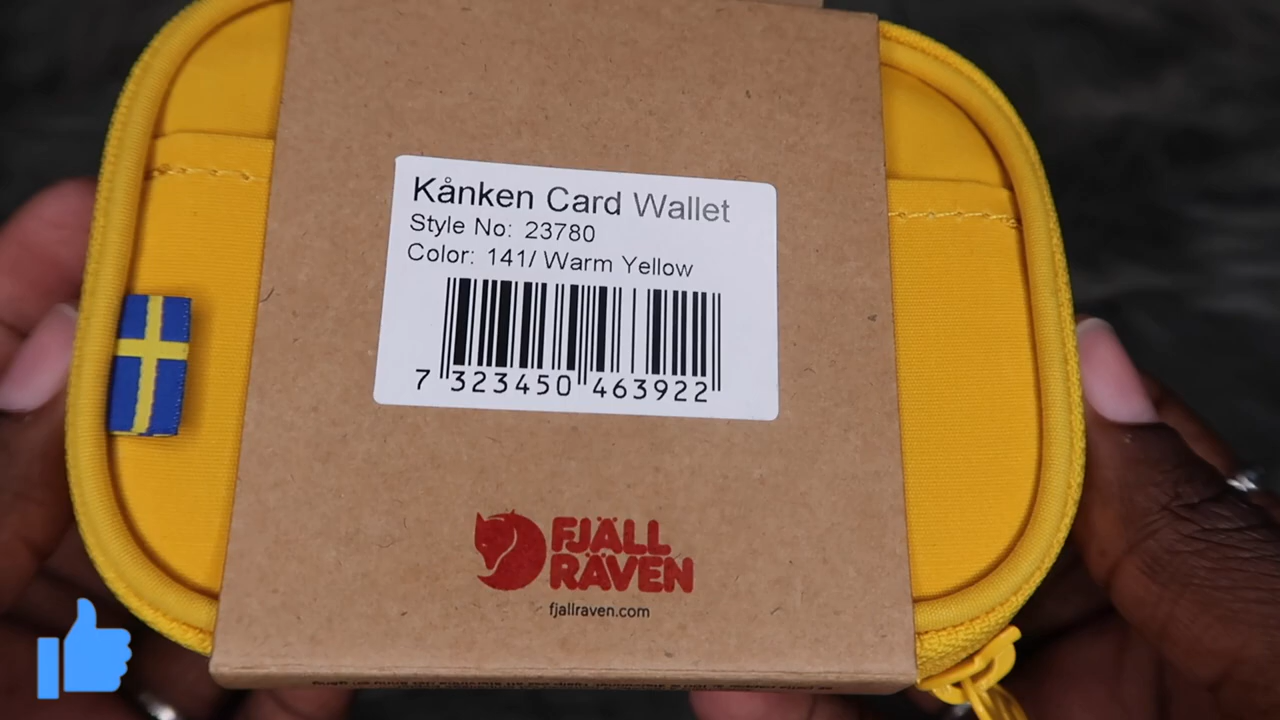 Kånken Card Wallet
Style No: 23780
Color: 141/ Warm Yellow
7 323450 463922
FJÄLL
RÄVEN
fjallraven.com